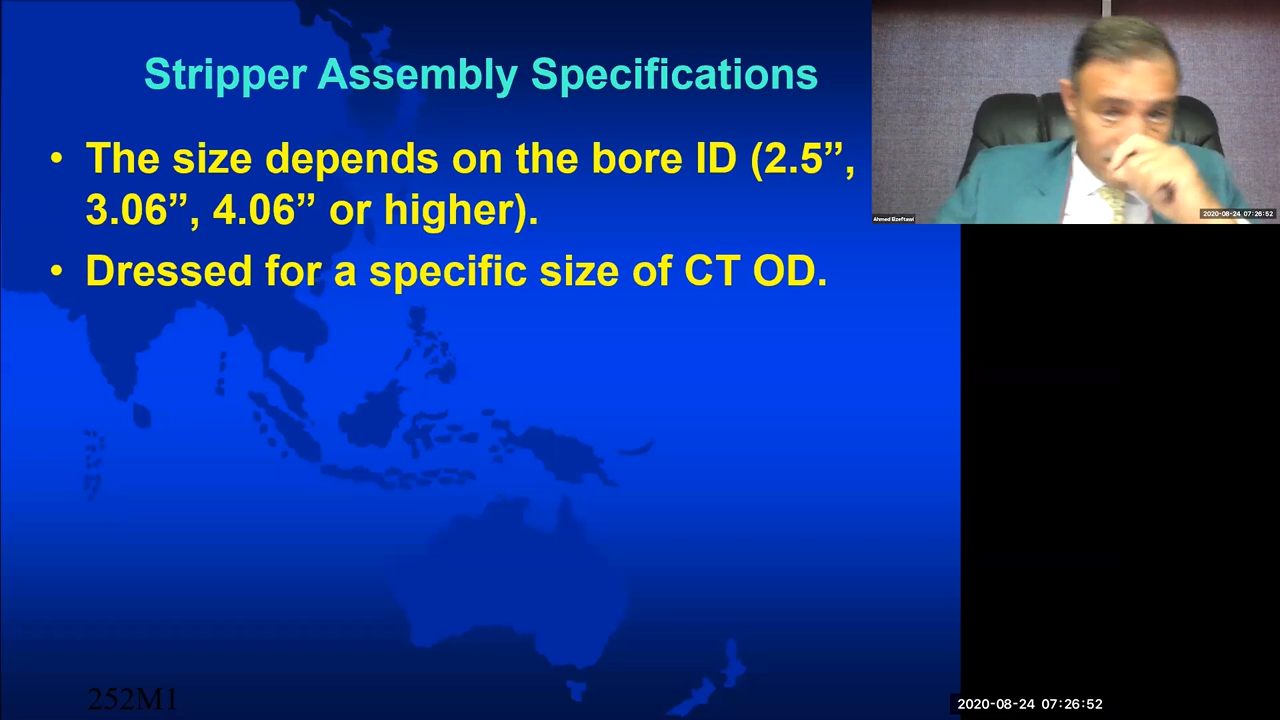 Stripper Assembly Specifications
• The size depends on the bore ID (2.5”,
3.06”, 4.06” or higher).
• Dressed for a specific size of CT OD.
252M1
Ahmed Elzeftawi
2020-08-24 07:26:52
2020-08-24 07:26:52